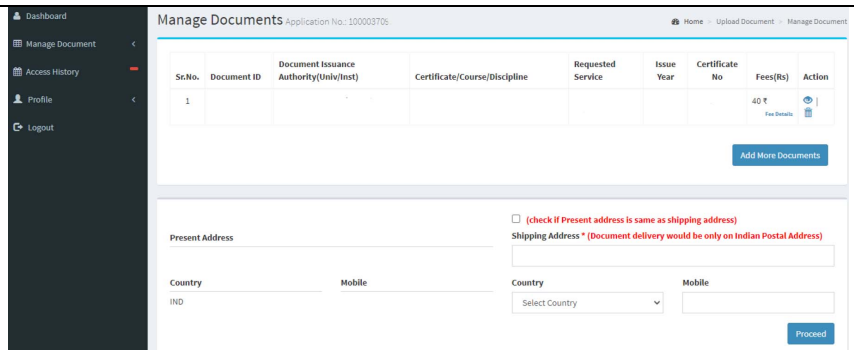 Dashboard
Manage Document
Access History
Profile
Logout
Manage Documents Application No.: 100003705
Home > Upload Document > Manage Document
Sr.No. Document ID Document Issuance Authority(Univ/Inst) Certificate/Course/Discipline Requested Service Issue Year Certificate No Fees(Rs) Action
1 40 ₹ |
Fee Details
Add More Documents
(check if Present address is same as shipping address)
Present Address
Shipping Address * (Document delivery would be only on Indian Postal Address)
Country Mobile Country Mobile
IND Select Country
Proceed